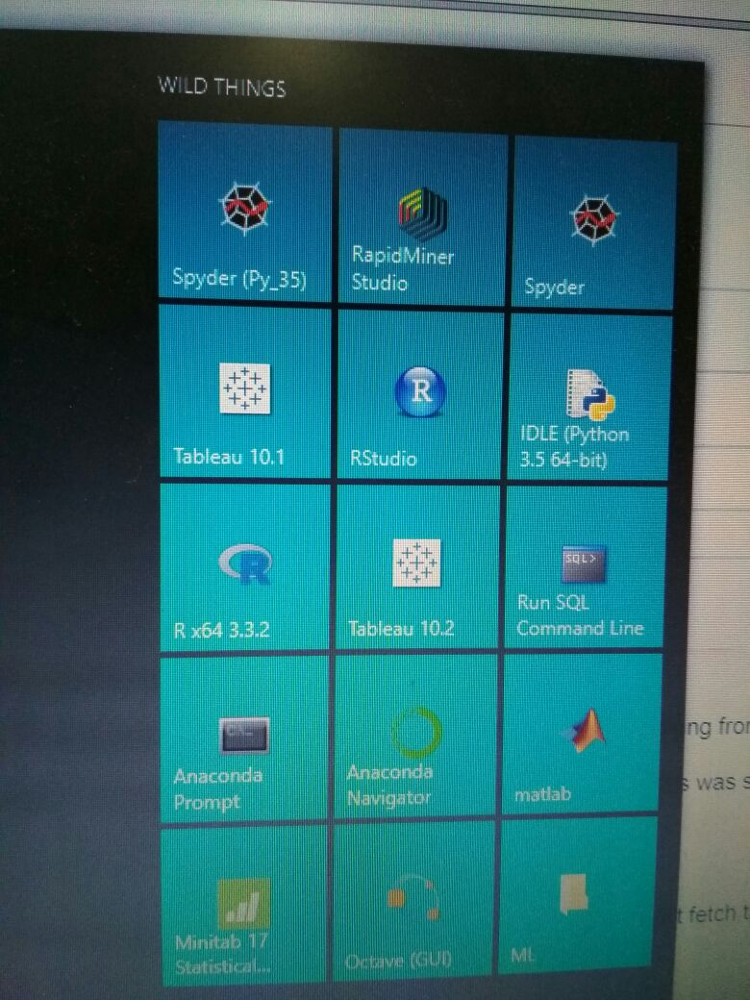 WILD THINGS
Spyder (Py_35)
RapidMiner
Studio
Spyder
Tableau 10.1
RStudio
IDLE (Python
3.5 64-bit)
R x64 3.3.2
Tableau 10.2
SQL>
Run SQL
Command Line
Anaconda
Prompt
Anaconda
Navigator
matlab
Minitab 17
Statistical...
Octave (GUI)
ML
ng from
s was s
t fetch t